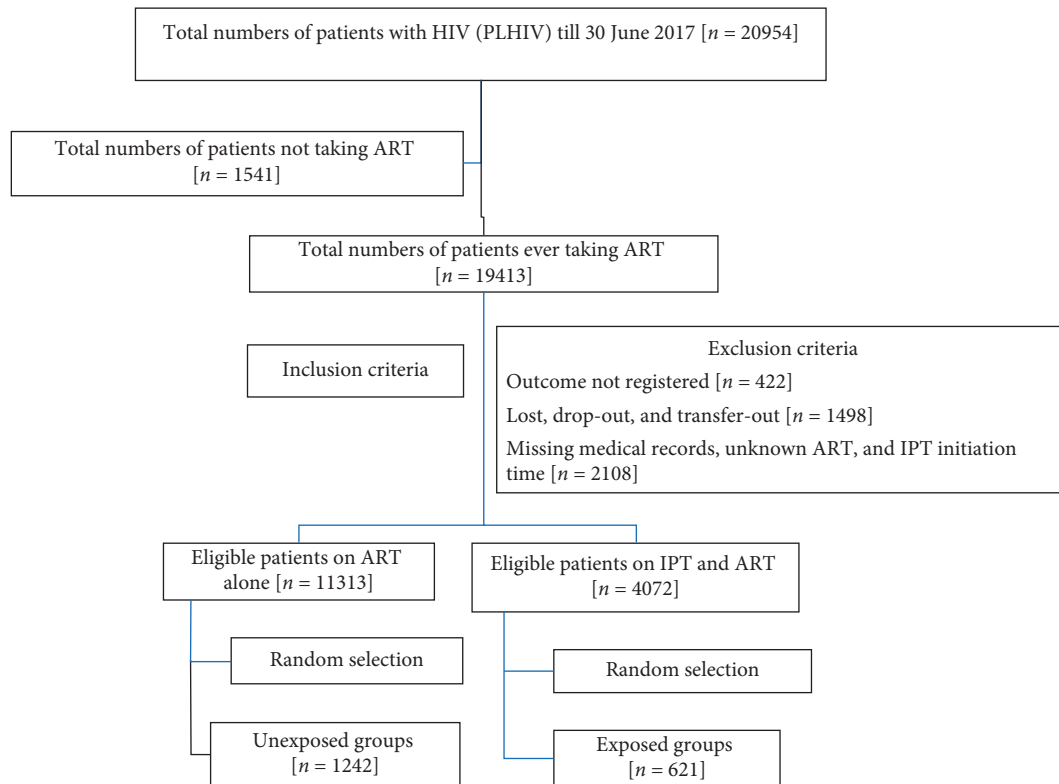 Total numbers of patients with HIV (PLHIV) till 30 June 2017 [n = 20954]
Total numbers of patients not taking ART
[n = 1541]
Total numbers of patients ever taking ART
[n = 19413]
Inclusion criteria
Exclusion criteria
Outcome not registered [n = 422]
Lost, drop-out, and transfer-out [n = 1498]
Missing medical records, unknown ART, and IPT initiation
time [n = 2108]
Eligible patients on ART
alone [n = 11313]
Eligible patients on IPT and ART
[n = 4072]
Random selection
Random selection
Unexposed groups
[n = 1242]
Exposed groups
[n = 621]